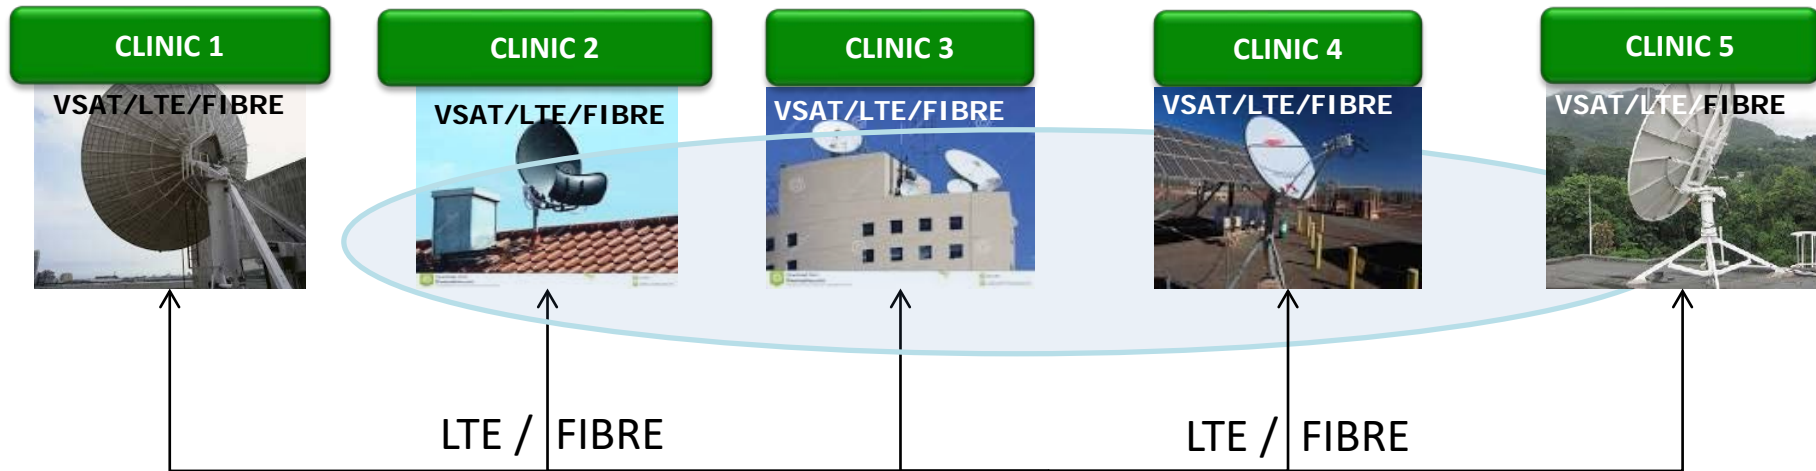 CLINIC 1
CLINIC 2
CLINIC 3
CLINIC 4
CLINIC 5
VSAT/LTE/FIBRE
VSAT/LTE/FIBRE
VSAT/LTE/FIBRE
VSAT/LTE/FIBRE
VSAT/LTE/FIBRE
LTE / FIBRE
LTE / FIBRE